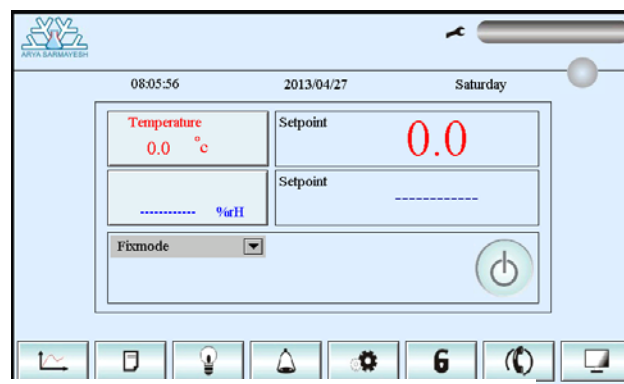 ARYA SARMAYESH
08:05:56 2013/04/27 Saturday
Temperature
0.0 °c
Setpoint
0.0
------------ %rH
Setpoint
------------
Fixmode
6